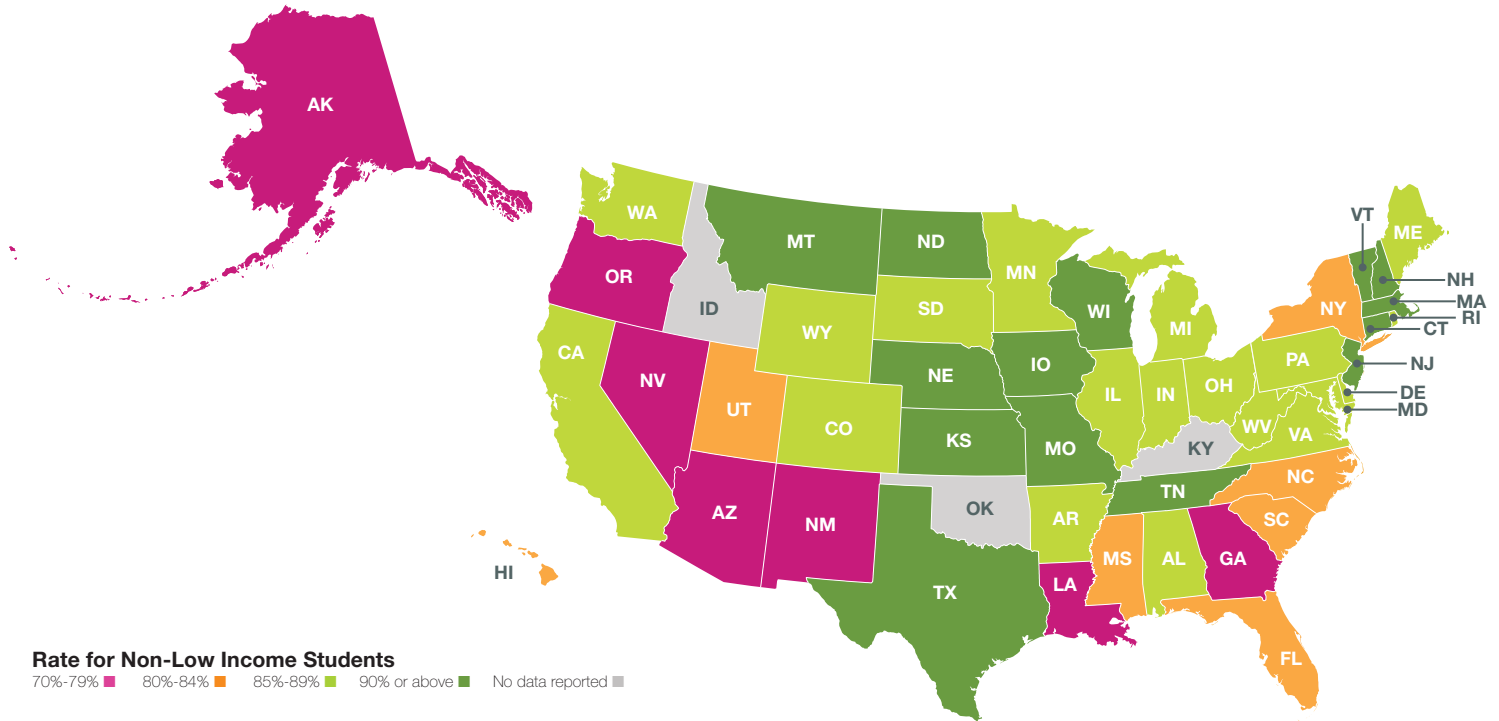 AK
VT
ME
WA
MT
ND
MN
OR
NH
ID
SD
WI
MA
NY
RI
WY
MI
CT
CA
IO
PA
NJ
NV
NE
OH
IL
IN
DE
UT
MD
CO
WV
VA
KS
MO
KY
NC
TN
AZ
NM
OK
AR
SC
MS
AL
GA
HI
LA
TX
FL
Rate for Non-Low Income Students
70%-79% 80%-84% 85%-89% 90% or above No data reported